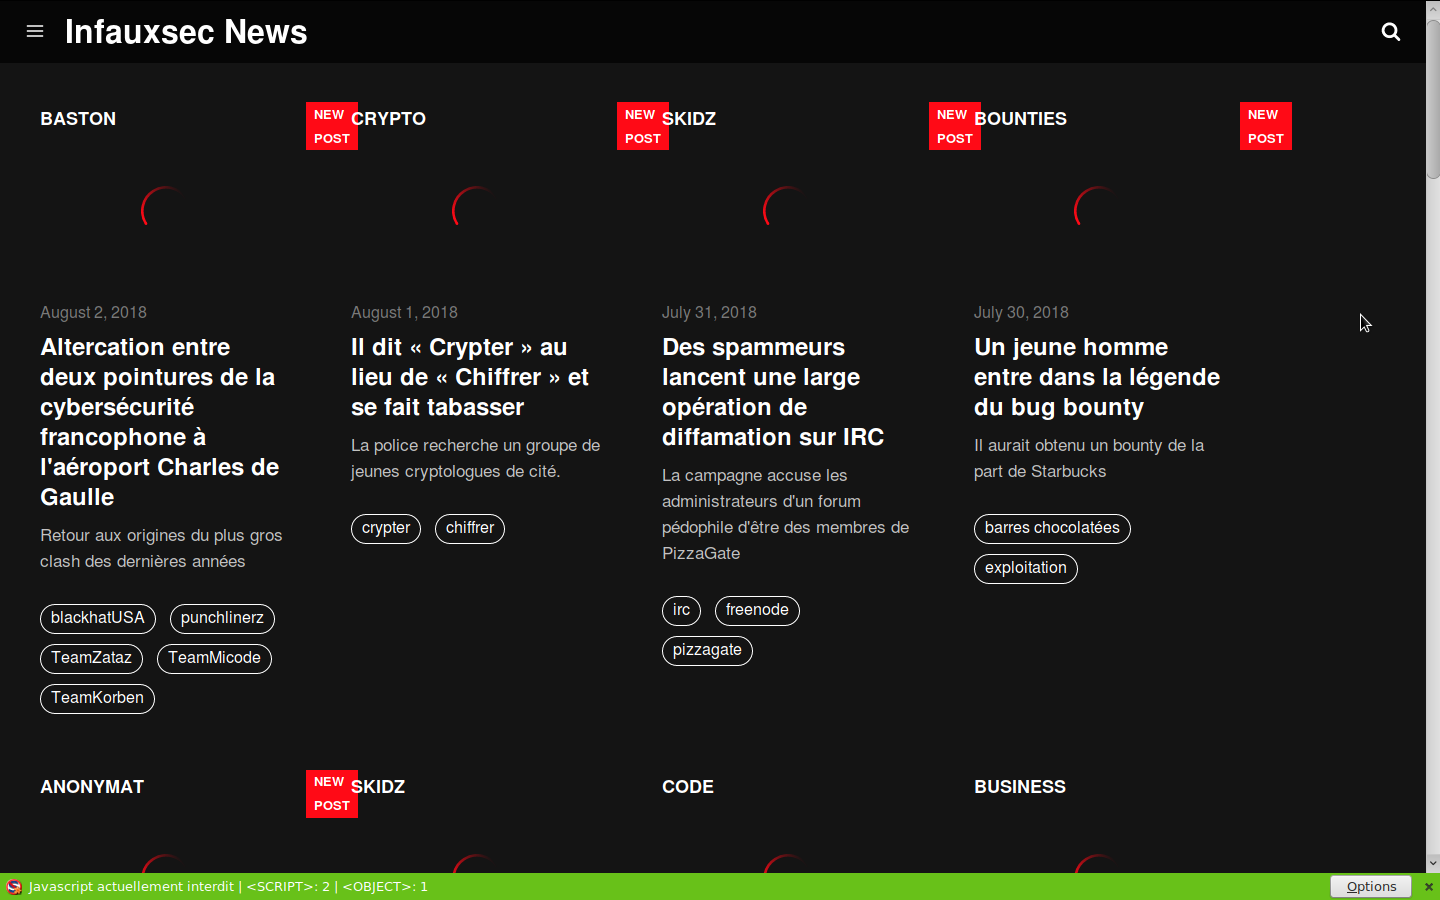 Infauxsec News
BASTON
NEW
POST
CRYPTO
NEW
POST
SKIDZ
NEW
POST
BOUNTIES
NEW
POST
August 2, 2018
Altercation entre
deux pointures de la
cybersécurité
francophone à
l'aéroport Charles de
Gaulle
Retour aux origines du plus gros
clash des dernières années
blackhatUSA punchlinerz
TeamZataz TeamMicode
TeamKorben
August 1, 2018
Il dit « Crypter » au
lieu de « Chiffrer » et
se fait tabasser
La police recherche un groupe de
jeunes cryptologues de cité.
crypter chiffrer
July 31, 2018
Des spammeurs
lancent une large
opération de
diffamation sur IRC
La campagne accuse les
administrateurs d'un forum
pédophile d'être des membres de
PizzaGate
irc freenode
pizzagate
July 30, 2018
Un jeune homme
entre dans la légende
du bug bounty
Il aurait obtenu un bounty de la
part de Starbucks
barres chocolatées
exploitation
ANONYMAT
NEW
POST
SKIDZ
CODE
BUSINESS
Javascript actuellement interdit | <SCRIPT>: 2 | <OBJECT>: 1
Options